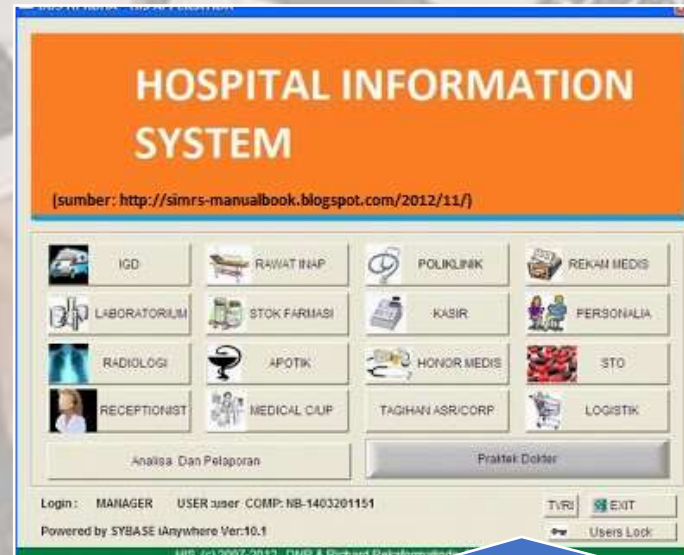 HOSPITAL INFORMATION
SYSTEM
(sumber: http://simrs-manualbook.blogspot.com/2012/11/)
IGD
RAWAT INAP
POLIKLINIK
REKAM MEDIS
LABORATORIUM
STOK FARMASI
KASIR
PERSONALIA
RADIOLOGI
APOTIK
HONOR MEDIS
STO
RECEPTIONIST
MEDICAL C/UP
TAGIHAN ASR/CORP
LOGISTIK
Analisa Dan Pelaporan
Praktek Dokter
Login : MANAGER USER :user COMP: NB-1403201151
TVRI
EXIT
Powered by SYBASE iAnywhere Ver:10.1
Users Lock
HIS (c) 2007-2012